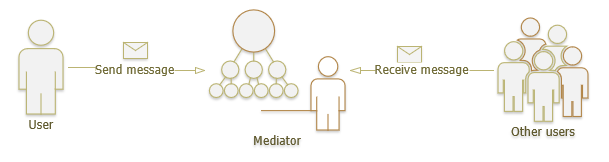 Send message
Receive message
User
Mediator
Other users